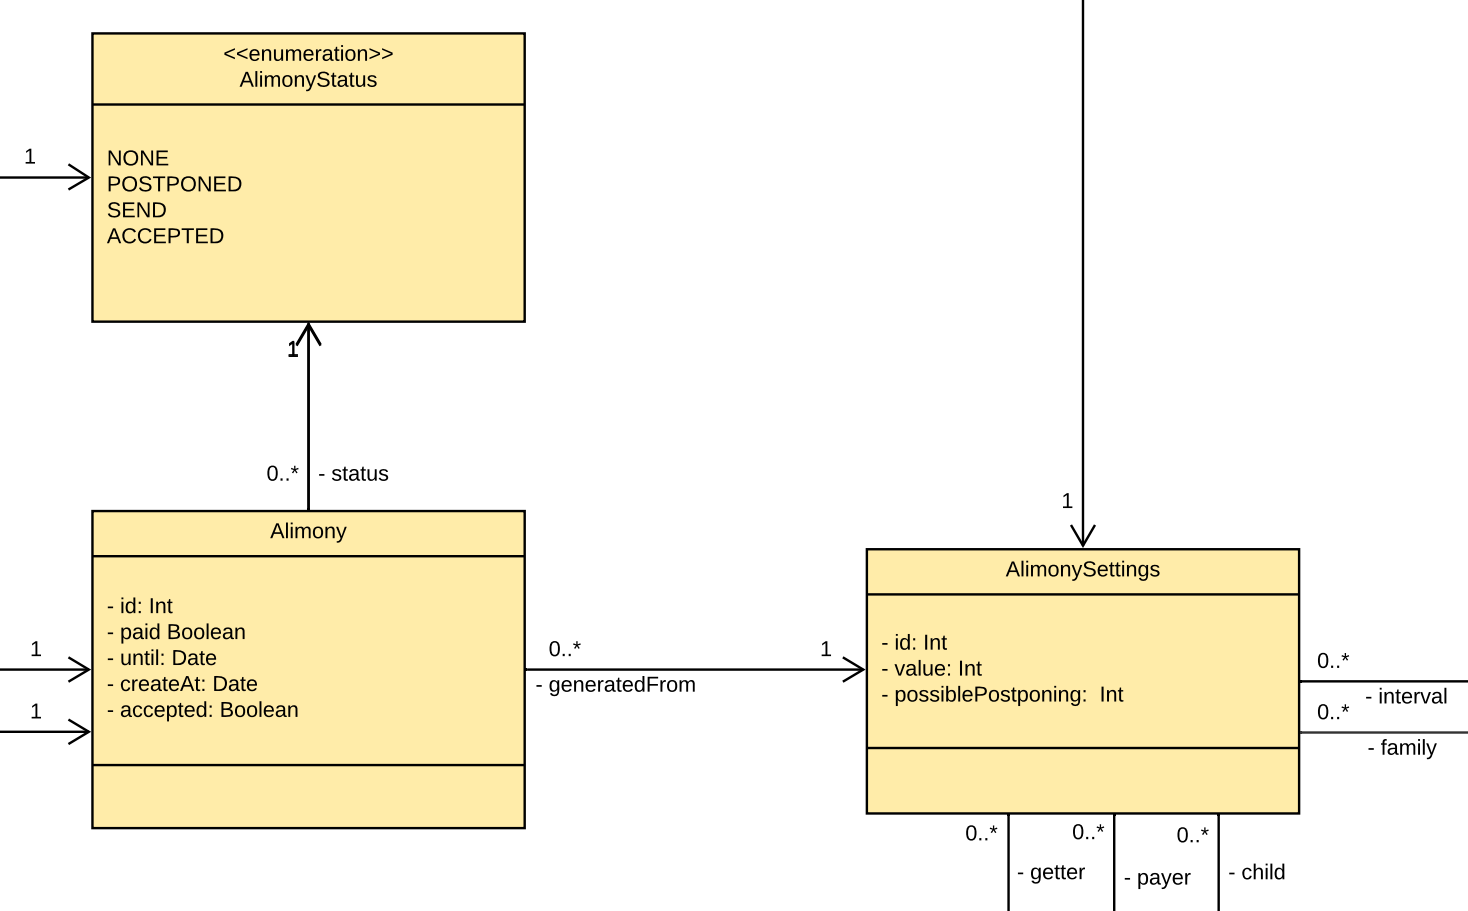 <<enumeration>>
AlimonyStatus
1
NONE
POSTPONED
SEND
ACCEPTED
1
0..*
- status
1
Alimony
- id: Int
- paid Boolean
- until: Date
- createAt: Date
- accepted: Boolean
1
1
0..*
1
- generatedFrom
AlimonySettings
- id: Int
- value: Int
- possiblePostponing:  Int
0..*
- interval
0..*
- family
0..*
- getter
0..*
- payer
0..*
- child